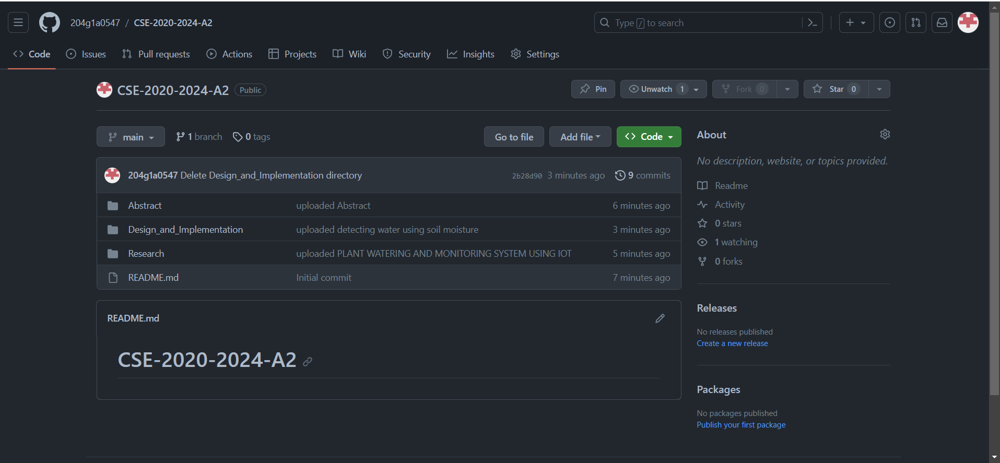 204g1a0547 / CSE-2020-2024-A2
Type / to search
Code Issues Pull requests Actions Projects Wiki Security Insights Settings
CSE-2020-2024-A2 Public
Pin Unwatch 1 Fork 0 Star 0
main 1 branch 0 tags Go to file Add file Code
204g1a0547 Delete Design_and_Implementation directory 2b28d90 3 minutes ago 9 commits
Abstract uploaded Abstract 6 minutes ago
Design_and_Implementation uploaded detecting water using soil moisture 3 minutes ago
Research uploaded PLANT WATERING AND MONITORING SYSTEM USING IOT 5 minutes ago
README.md Initial commit 7 minutes ago
README.md
CSE-2020-2024-A2
About
No description, website, or topics provided.
Readme
Activity
0 stars
1 watching
0 forks
Releases
No releases published
Create a new release
Packages
No packages published
Publish your first package